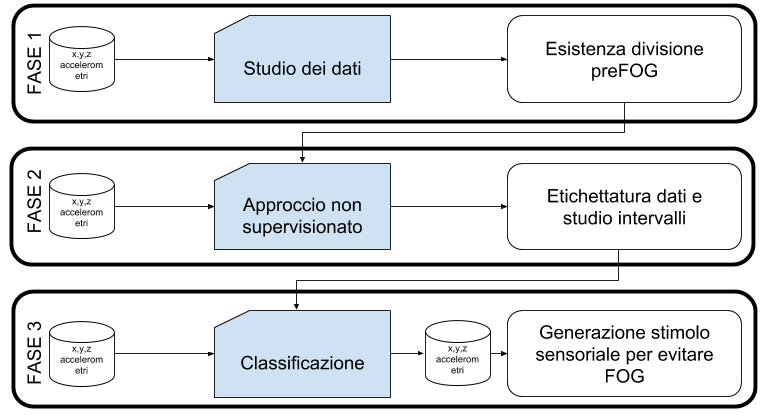 FASE 1
x,y,z
accelerom
etri
Studio dei dati
Esistenza divisione
preFOG
FASE 2
x,y,z
accelerom
etri
Approccio non
supervisionato
Etichettatura dati e
studio intervalli
FASE 3
x,y,z
accelerom
etri
Classificazione
x,y,z
accelerom
etri
Generazione stimolo
sensoriale per evitare
FOG